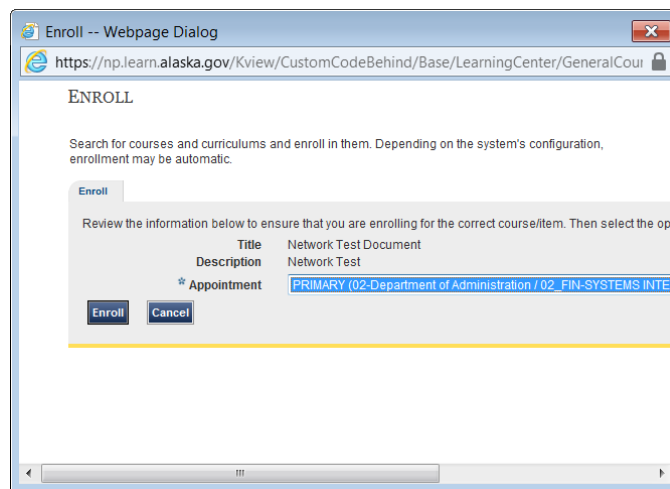 Enroll -- Webpage Dialog
https://np.learn.alaska.gov/Kview/CustomCodeBehind/Base/LearningCenter/GeneralCour
ENROLL
Search for courses and curriculums and enroll in them. Depending on the system's configuration,
enrollment may be automatic.
Enroll
Review the information below to ensure that you are enrolling for the correct course/item. Then select the op
Title Network Test Document
Description Network Test
* Appointment PRIMARY (02-Department of Administration / 02_FIN-SYSTEMS INTE
Enroll Cancel